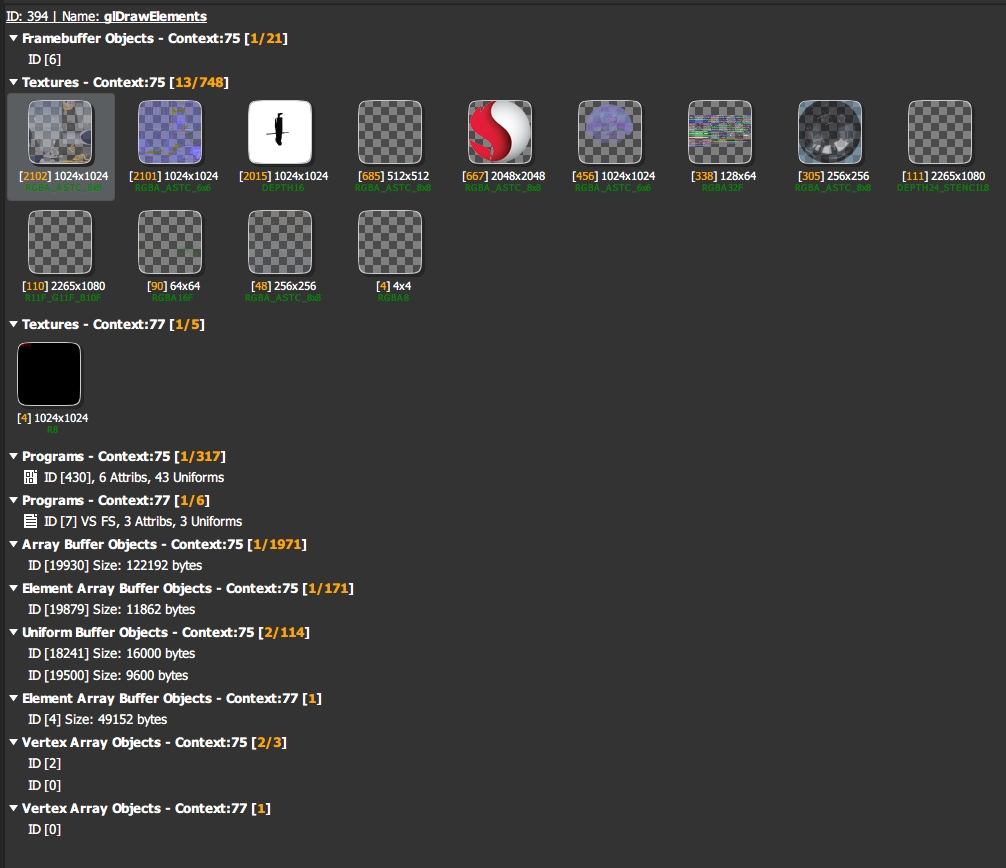 ID: 394 | Name: glDrawElements
Framebuffer Objects - Context:75 [1/21]
ID [6]
Textures - Context:75 [13/748]
[2102] 1024x1024 [2101] 1024x1024 [2015] 1024x1024 [685] 512x512 [667] 2048x2048 [456] 1024x1024 [338] 128x64 [305] 256x256 [111] 2265x1080
RGBA_ASTC_8x8 RGBA_ASTC_6x6 DEPTH16 RGBA_ASTC_8x8 RGBA_ASTC_8x8 RGBA_ASTC_6x6 RGBA32F RGBA_ASTC_8x8 DEPTH24_STENCIL8
[110] 2265x1080 [90] 64x64 [48] 256x256 [4] 4x4
R11F_G11F_B10F RGBA16F RGBA_ASTC_8x8 RGBA8
Textures - Context:77 [1/5]
[4] 1024x1024
R8
Programs - Context:75 [1/317]
ID [430], 6 Attribs, 43 Uniforms
Programs - Context:77 [1/6]
ID [7] VS FS, 3 Attribs, 3 Uniforms
Array Buffer Objects - Context:75 [1/1971]
ID [19930] Size: 122192 bytes
Element Array Buffer Objects - Context:75 [1/171]
ID [19879] Size: 11862 bytes
Uniform Buffer Objects - Context:75 [2/114]
ID [18241] Size: 16000 bytes
ID [19500] Size: 9600 bytes
Element Array Buffer Objects - Context:77 [1]
ID [4] Size: 49152 bytes
Vertex Array Objects - Context:75 [2/3]
ID [2]
ID [0]
Vertex Array Objects - Context:77 [1]
ID [0]